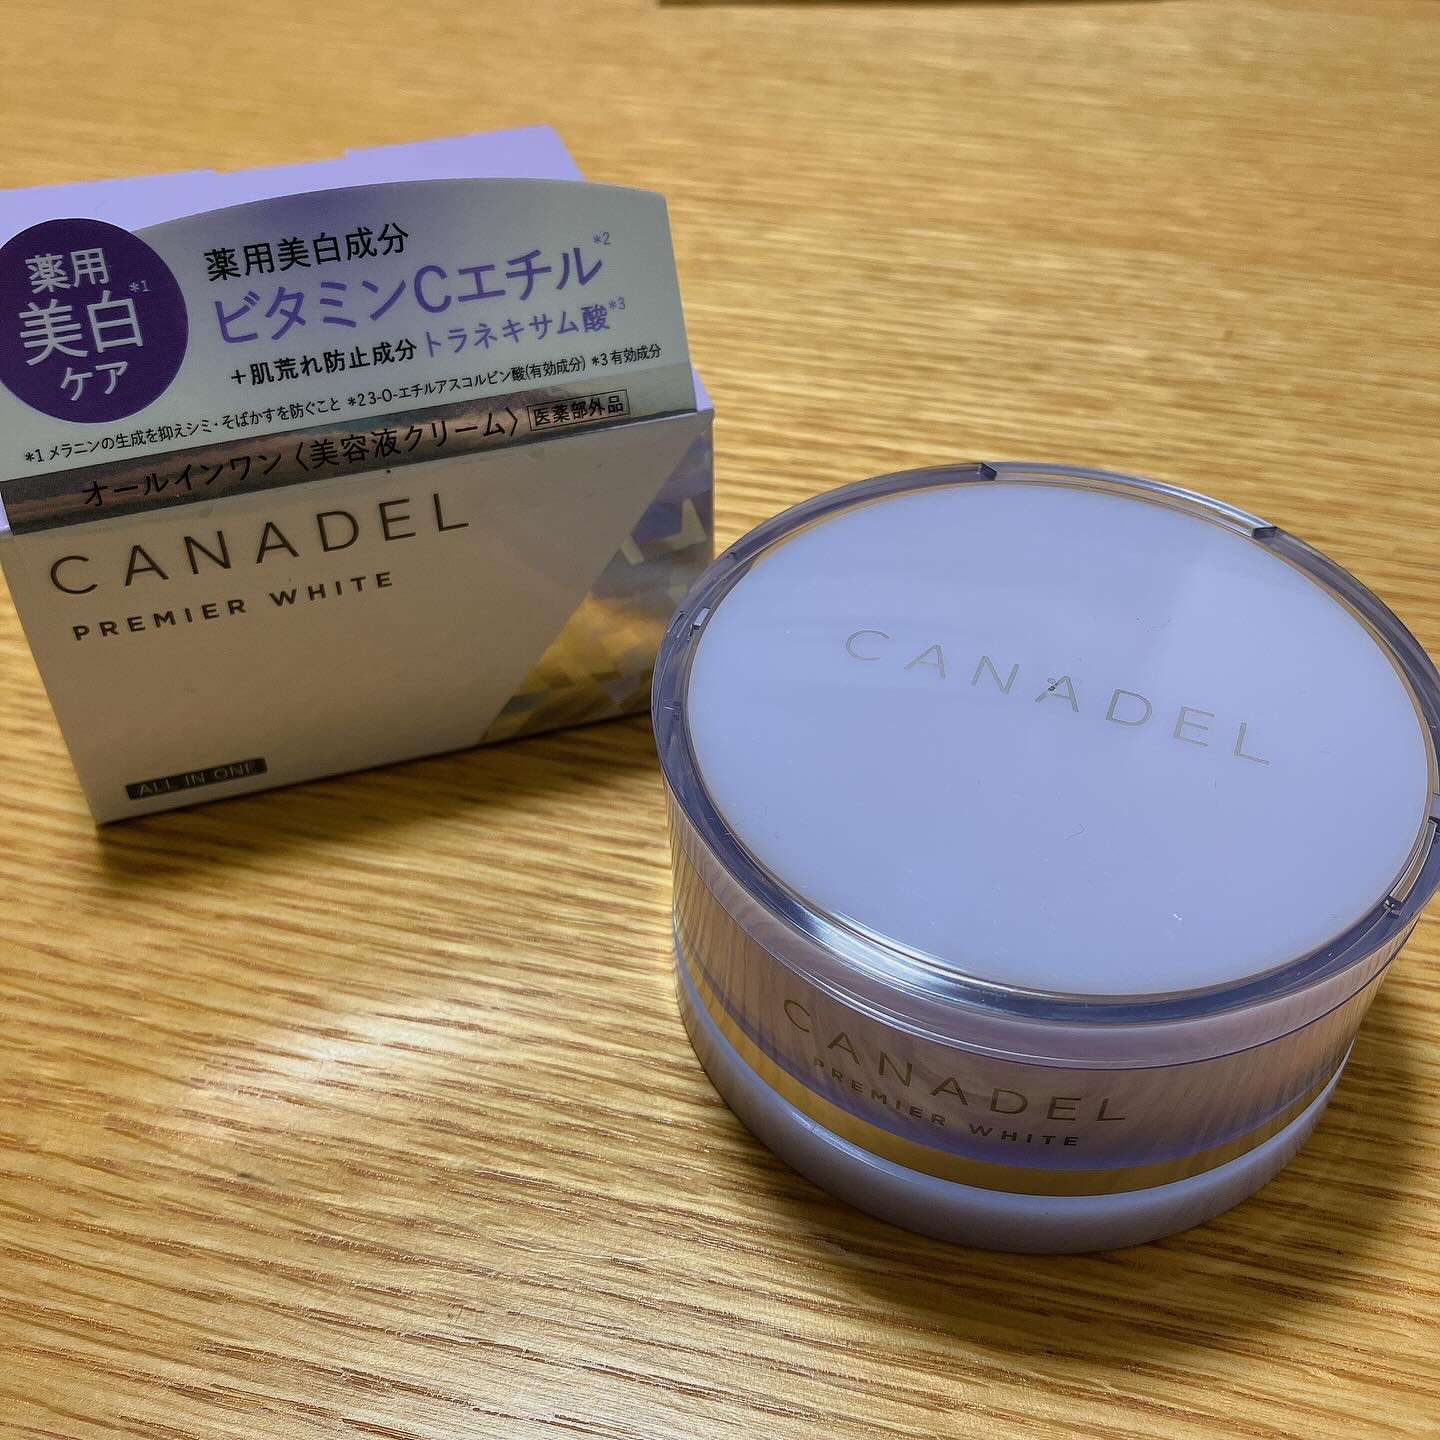 薬用
美白*1
ケア
薬用美白成分
ビタミンCエチル*2
+肌荒れ防止成分トラネキサム酸*3
*1 メラニンの生成を抑えシミ・そばかすを防ぐこと *2 3-O-エチルアスコルビン酸(有効成分) *3 有効成分
オールインワン〈美容液クリーム〉 医薬部外品
CANADEL
PREMIER WHITE
ALL IN ONE
CANADEL
CANADEL
PREMIER WHITE